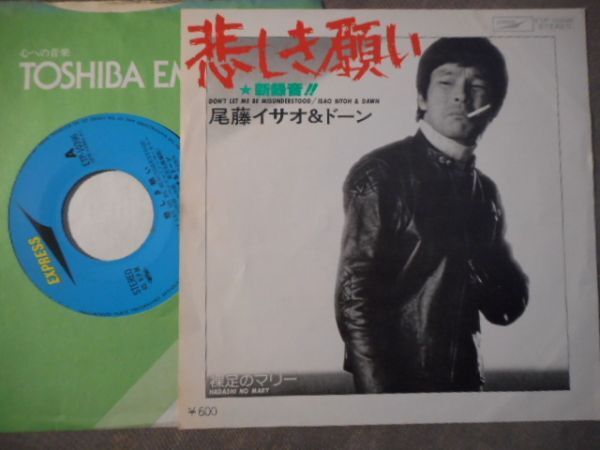 心への音楽
TOSHIBA EM
A
EXPRESS
STEREO
悲しき願い
★新録音!!
DON'T LET ME BE MISUNDERSTOOD/ISAO BITOH & DAWN
尾藤イサオ&ドーン
裸足のマリー
HADASHI NO MARY
¥600